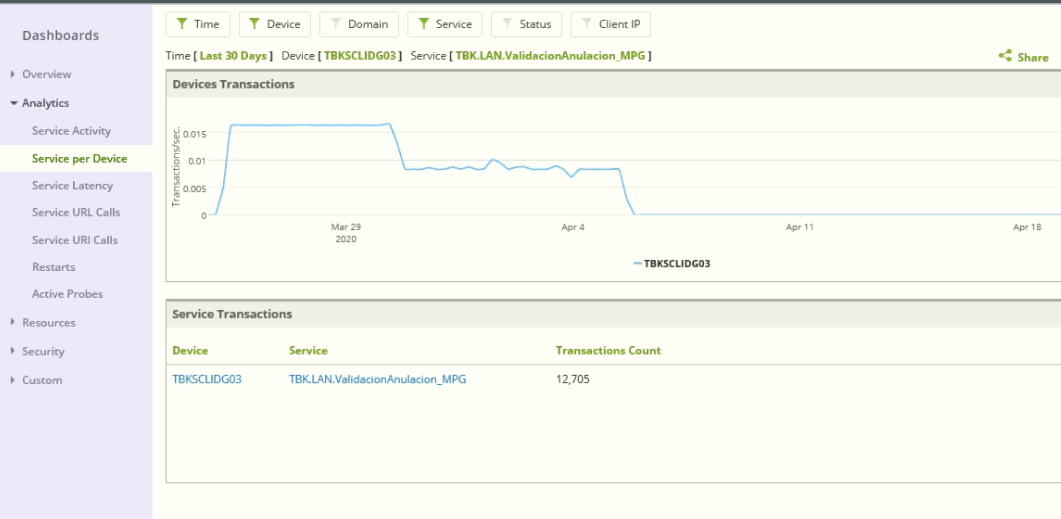 Dashboards
Overview
Analytics
Service Activity
Service per Device
Service Latency
Service URL Calls
Service URI Calls
Restarts
Active Probes
Resources
Security
Custom
Time Device Domain Service Status Client IP
Time [ Last 30 Days ] Device [ TBKSCLIDG03 ] Service [ TBK.LAN.ValidacionAnulacion_MPG ]
Share
Devices Transactions
Transactions/sec.
0.015
0.01
0.005
0
Mar 29 Apr 4 Apr 11 Apr 18
2020
TBKSCLIDG03
Service Transactions
Device Service Transactions Count
TBKSCLIDG03 TBK.LAN.ValidacionAnulacion_MPG 12,705